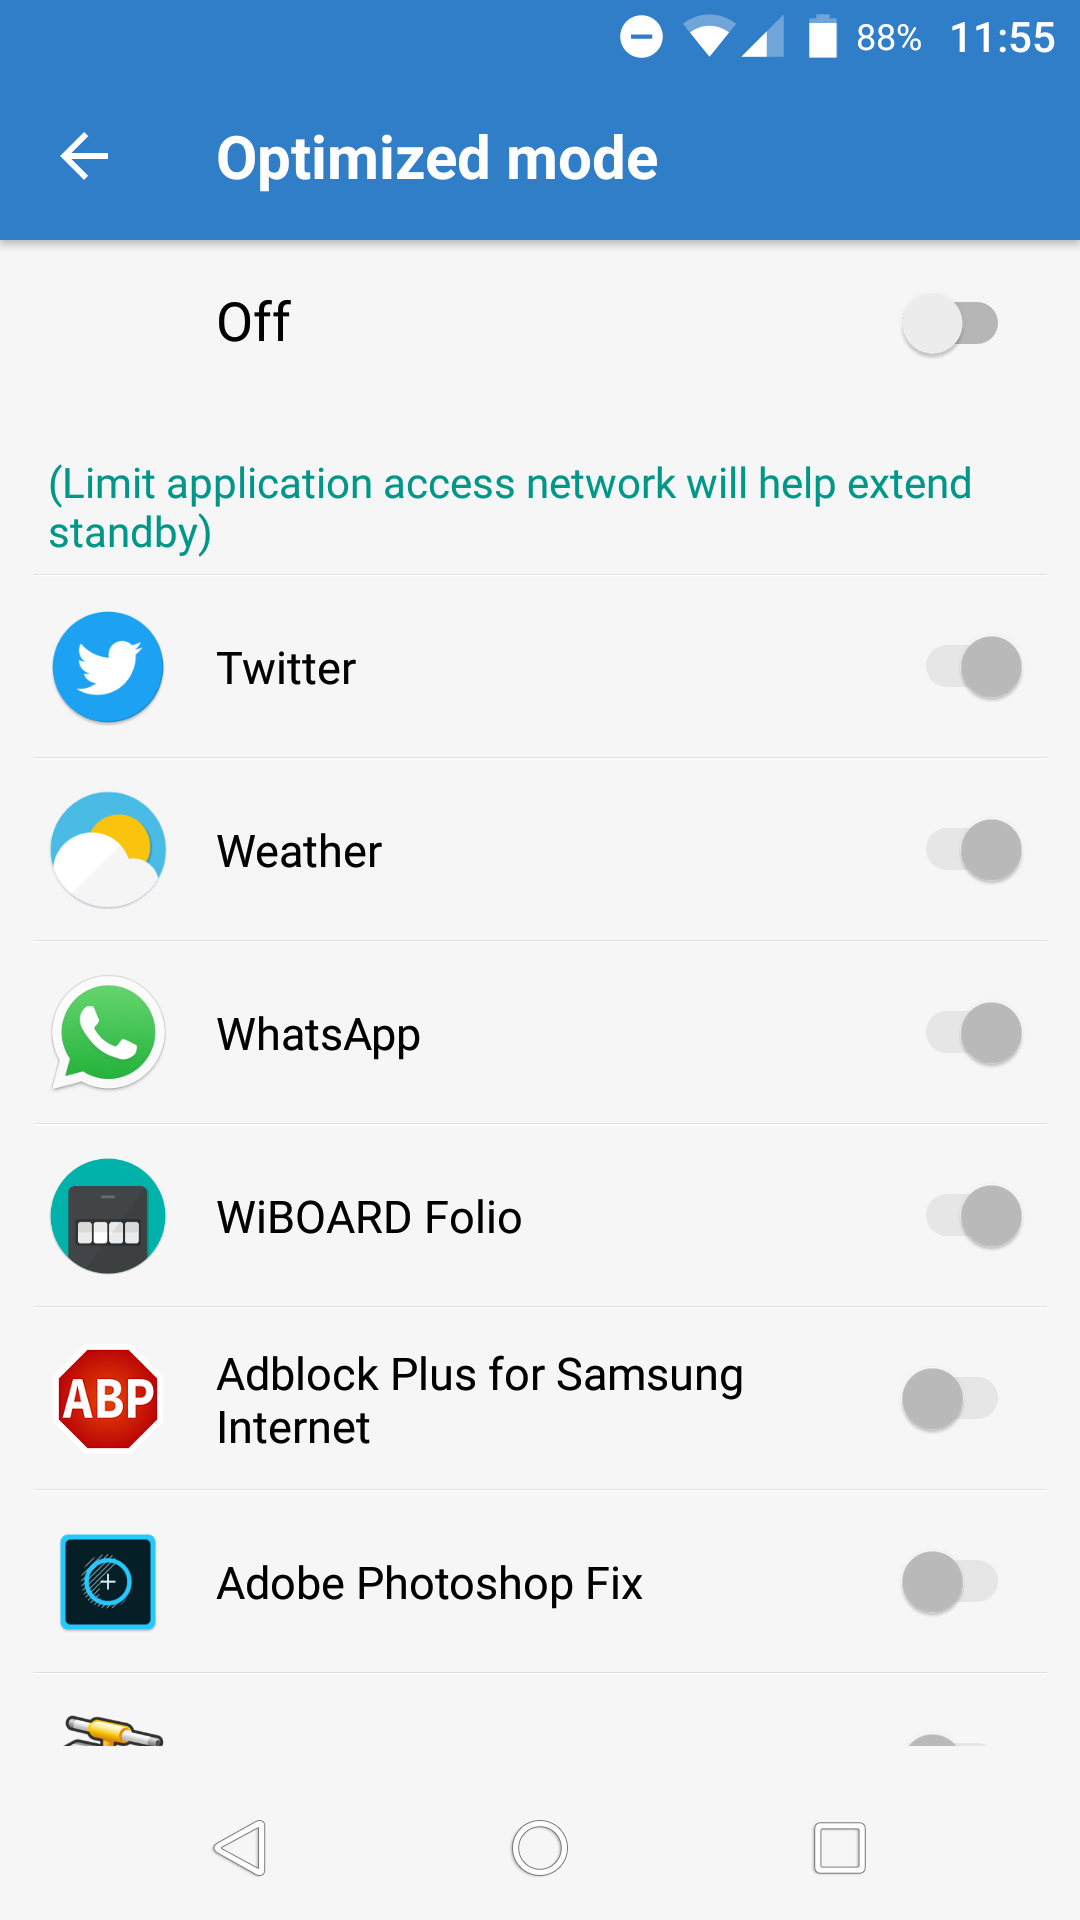 88% 11:55
Optimized mode
Off
(Limit application access network will help extend
standby)
Twitter
Weather
WhatsApp
WiBOARD Folio
Adblock Plus for Samsung
Internet
ABP
Adobe Photoshop Fix